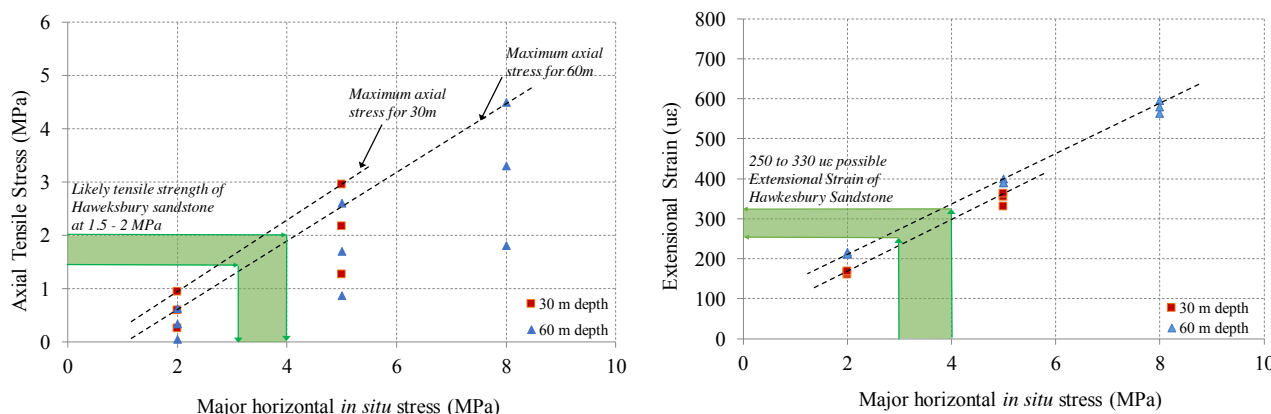 6
5
4
3
2
1
0
Axial Tensile Stress (MPa)
Maximum axial
stress for 60m
Maximum axial
stress for 30m
Likely tensile strength of
Haweksbury sandstone
at 1.5 - 2 MPa
30 m depth
60 m depth
0 2 4 6 8 10
Major horizontal in situ stress (MPa)
800
700
600
500
400
300
200
100
0
Extensional Strain (uε)
250 to 330 uε possible
Extensional Strain of
Hawkesbury Sandstone
30 m depth
60 m depth
0 2 4 6 8 10
Major horizontal in situ stress (MPa)